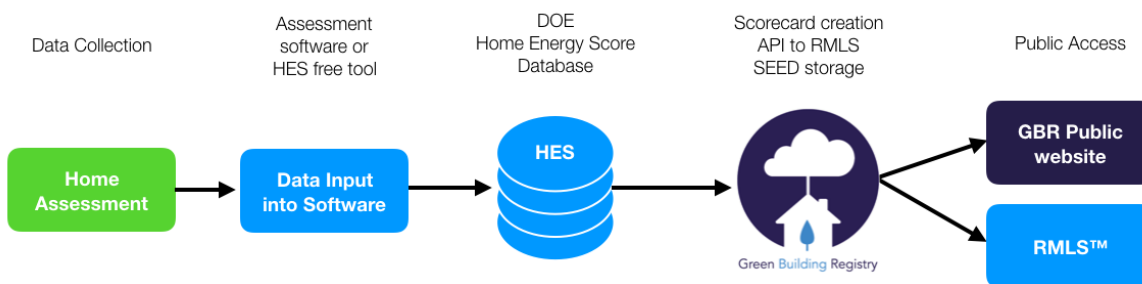 Data Collection
Assessment
software or
HES free tool
DOE
Home Energy Score
Database
Scorecard creation
API to RMLS
SEED storage
Public Access
Home
Assessment
Data Input
into Software
HES
Green Building Registry
GBR Public
website
RMLS™